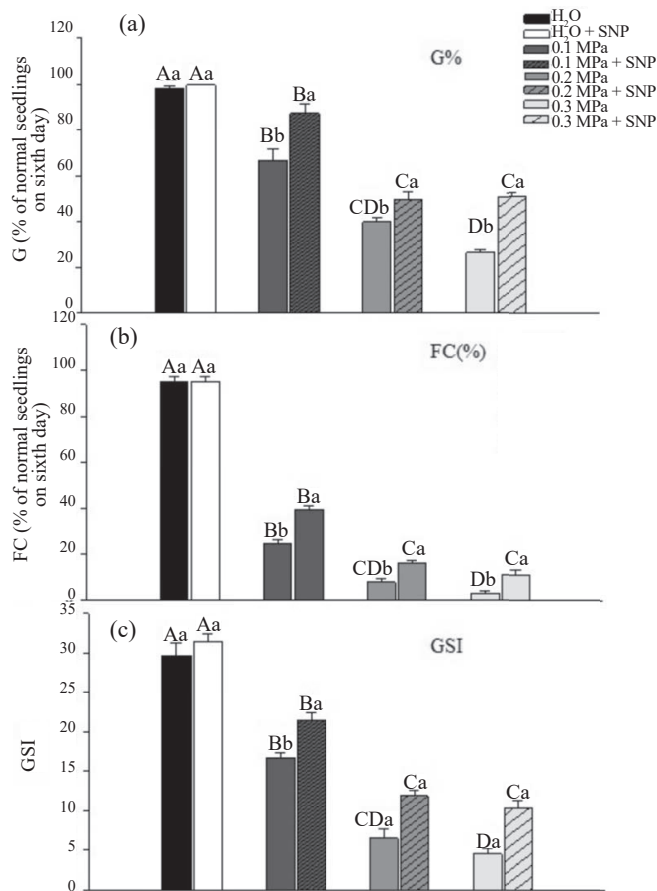 (a)
G%
H₂O
H₂O + SNP
0.1 MPa
0.1 MPa + SNP
0.2 MPa
0.2 MPa + SNP
0.3 MPa
0.3 MPa + SNP
G (% of normal seedlings
on sixth day)
120
100
80
60
40
20
0
Aa Aa
Bb Ba
CDb Ca
Db Ca
(b)
FC(%)
FC (% of normal seedlings
on sixth day)
120
100
80
60
40
20
0
Aa Aa
Bb Ba
CDb Ca
Db Ca
(c)
GSI
GSI
35
30
25
20
15
10
5
0
Aa Aa
Bb Ba
CDa Ca
Da Ca